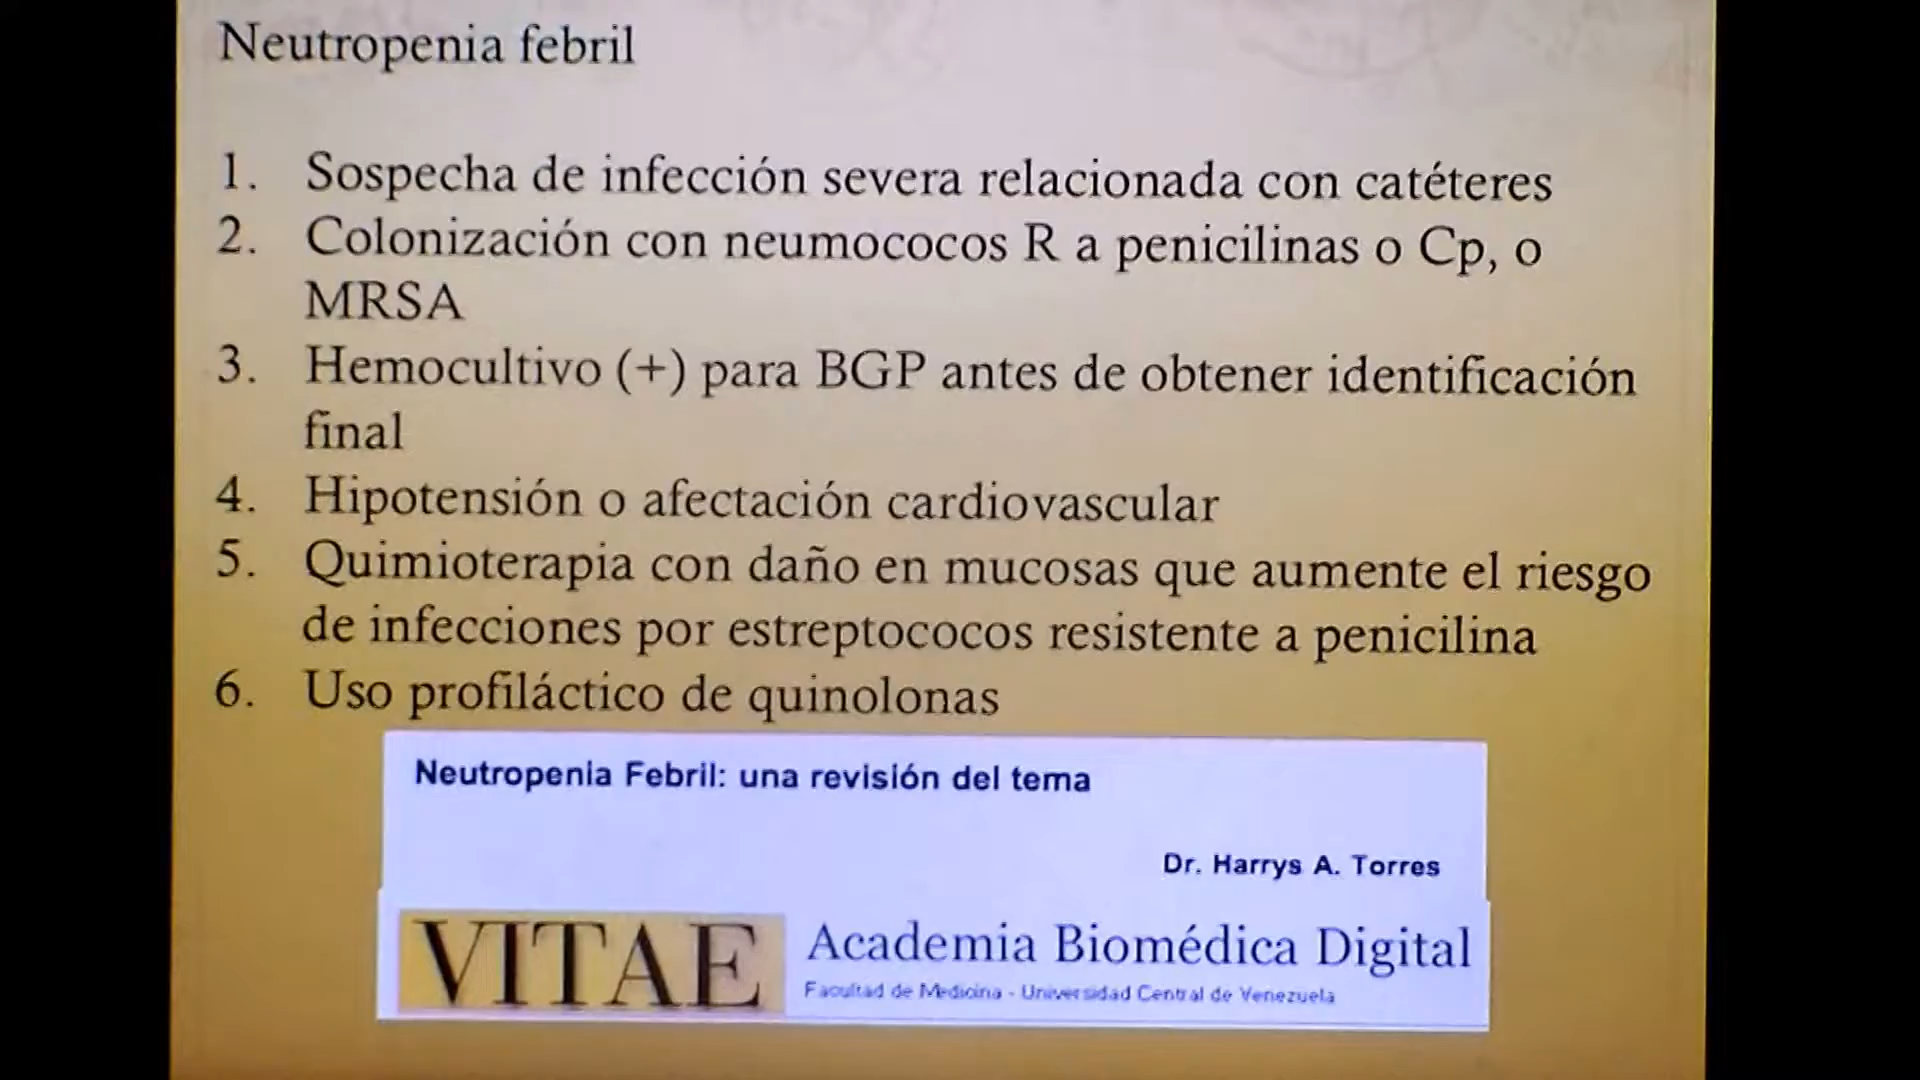 Neutropenia febril
1. Sospecha de infección severa relacionada con catéteres
2. Colonización con neumococos R a penicilinas o Cp, o
MRSA
3. Hemocultivo (+) para BGP antes de obtener identificación
final
4. Hipotensión o afectación cardiovascular
5. Quimioterapia con daño en mucosas que aumente el riesgo
de infecciones por estreptococos resistente a penicilina
6. Uso profiláctico de quinolonas
Neutropenia Febril: una revisión del tema
Dr. Harrys A. Torres
VITAE
Academia Biomédica Digital
Facultad de Medicina - Universidad Central de Venezuela